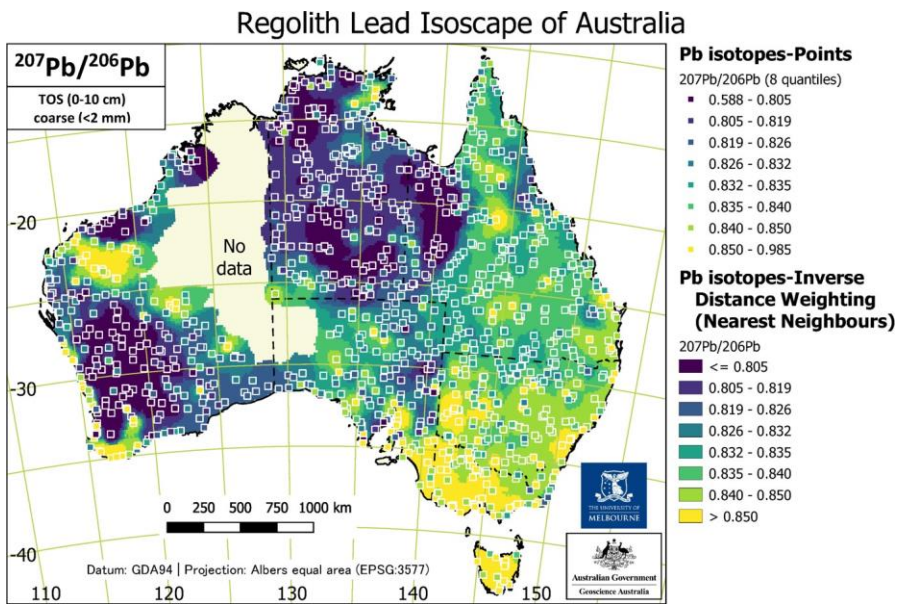 Regolith Lead Isoscape of Australia
207Pb/206Pb
TOS (0-10 cm)
coarse (<2 mm)
No
data
-20
-30
-40
110
120
130
140
150
0 250 500 750 1000 km
Datum: GDA94 | Projection: Albers equal area (EPSG:3577)
THE UNIVERSITY OF
MELBOURNE
Australian Government
Geoscience Australia
Pb isotopes-Points
207Pb/206Pb (8 quantiles)
0.588 - 0.805
0.805 - 0.819
0.819 - 0.826
0.826 - 0.832
0.832 - 0.835
0.835 - 0.840
0.840 - 0.850
0.850 - 0.985
Pb isotopes-Inverse
Distance Weighting
(Nearest Neighbours)
207Pb/206Pb
<= 0.805
0.805 - 0.819
0.819 - 0.826
0.826 - 0.832
0.832 - 0.835
0.835 - 0.840
0.840 - 0.850
> 0.850